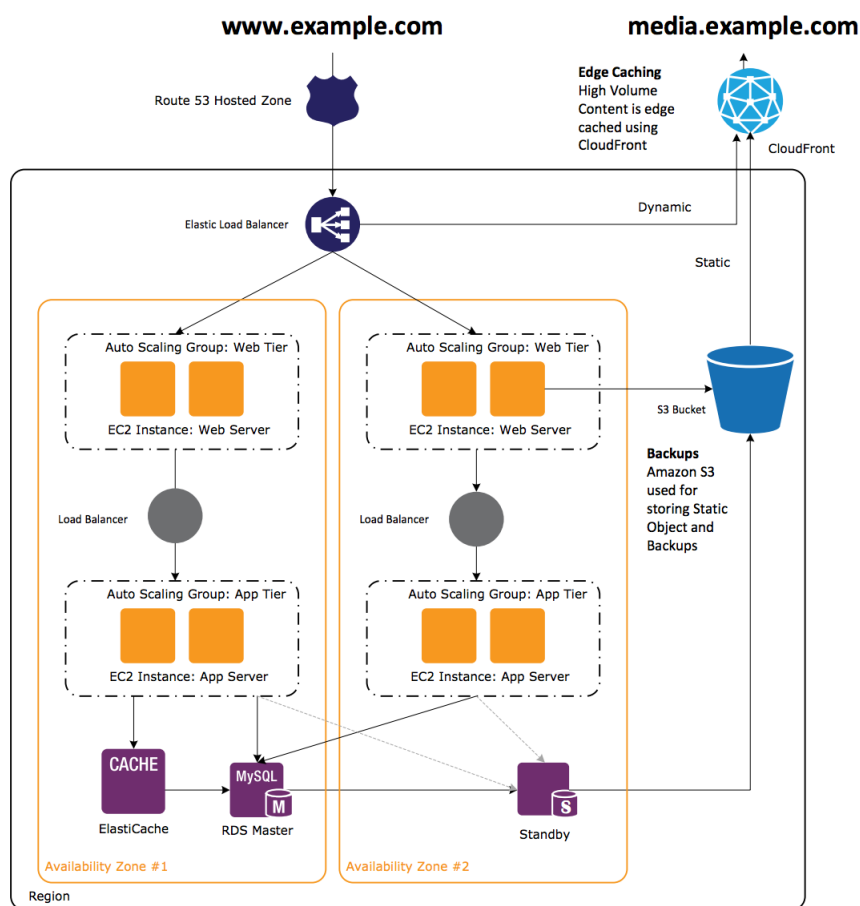 www.example.com
media.example.com
Route 53 Hosted Zone
Edge Caching
High Volume
Content is edge
cached using
CloudFront
CloudFront
Elastic Load Balancer
Dynamic
Static
Auto Scaling Group: Web Tier
EC2 Instance: Web Server
Auto Scaling Group: Web Tier
EC2 Instance: Web Server
S3 Bucket
Backups
Amazon S3
used for
storing Static
Object and
Backups
Load Balancer
Load Balancer
Auto Scaling Group: App Tier
EC2 Instance: App Server
Auto Scaling Group: App Tier
EC2 Instance: App Server
CACHE
ElastiCache
MySQL
M
RDS Master
S
Standby
Availability Zone #1
Availability Zone #2
Region